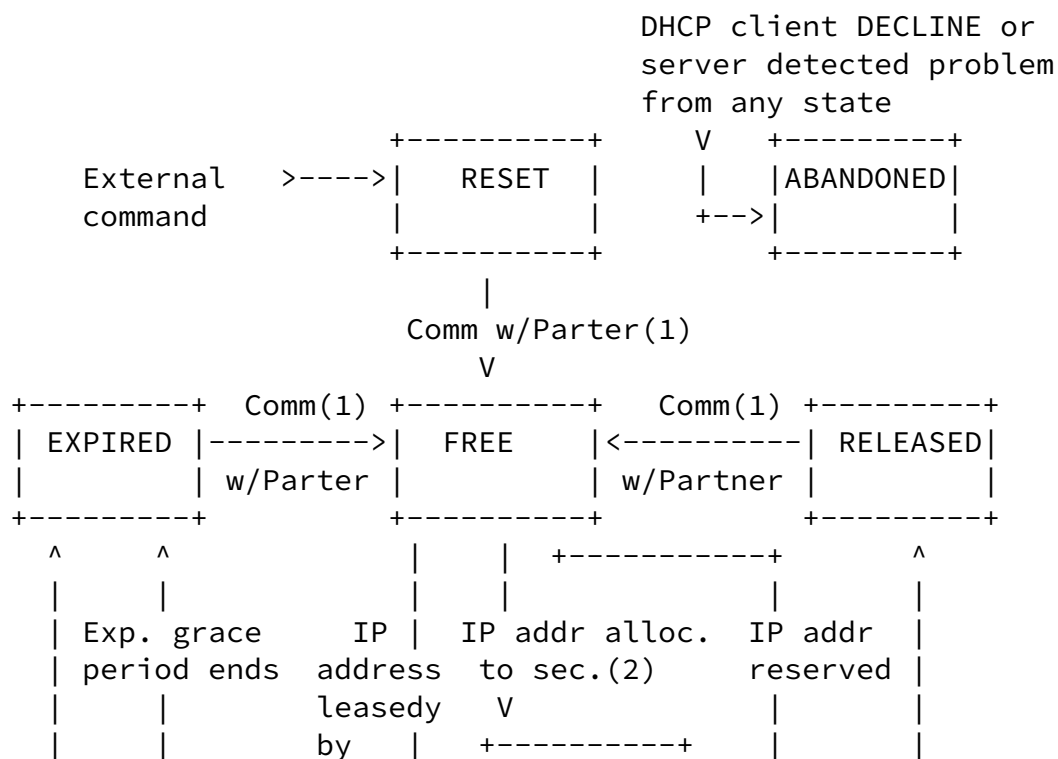 DHCP client DECLINE or
                                   server detected problem
                                   from any state
                     +----------+     V   +---------+
    External   >---->|   RESET  |     |   |ABANDONED|
    command          |          |     +-->|         |
                     +----------+         +---------+
                          |
                      Comm w/Parter(1)
                          V
+---------+  Comm(1) +----------+   Comm(1) +---------+
| EXPIRED |--------->|  FREE    |<----------| RELEASED|
|         | w/Parter |          | w/Partner |         |
+---------+          +----------+           +---------+
  ^     ^             |    |  +-----------+       ^
  |     |             |    |              |       |
  | Exp. grace     IP |  IP addr alloc.  IP addr  |
  | period ends  address  to sec.(2)     reserved |
  |     |        leasedy   V              |       |
  |     |        by   |   +----------+    |       |